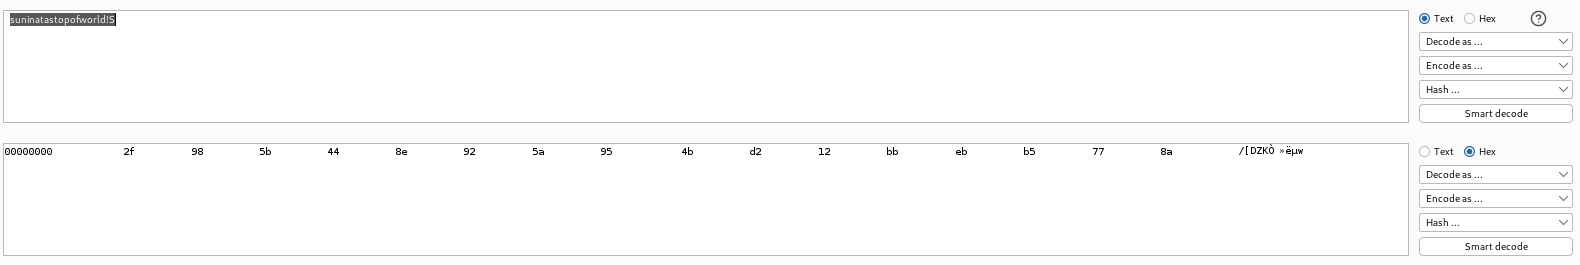 suninatastopofworld!S
Text Hex ?
Decode as ...
Encode as ...
Hash ...
Smart decode
00000000 2f 98 5b 44 8e 92 5a 95 4b d2 12 bb eb b5 77 8a /[DZKÒ »ëµw
Text Hex
Decode as ...
Encode as ...
Hash ...
Smart decode